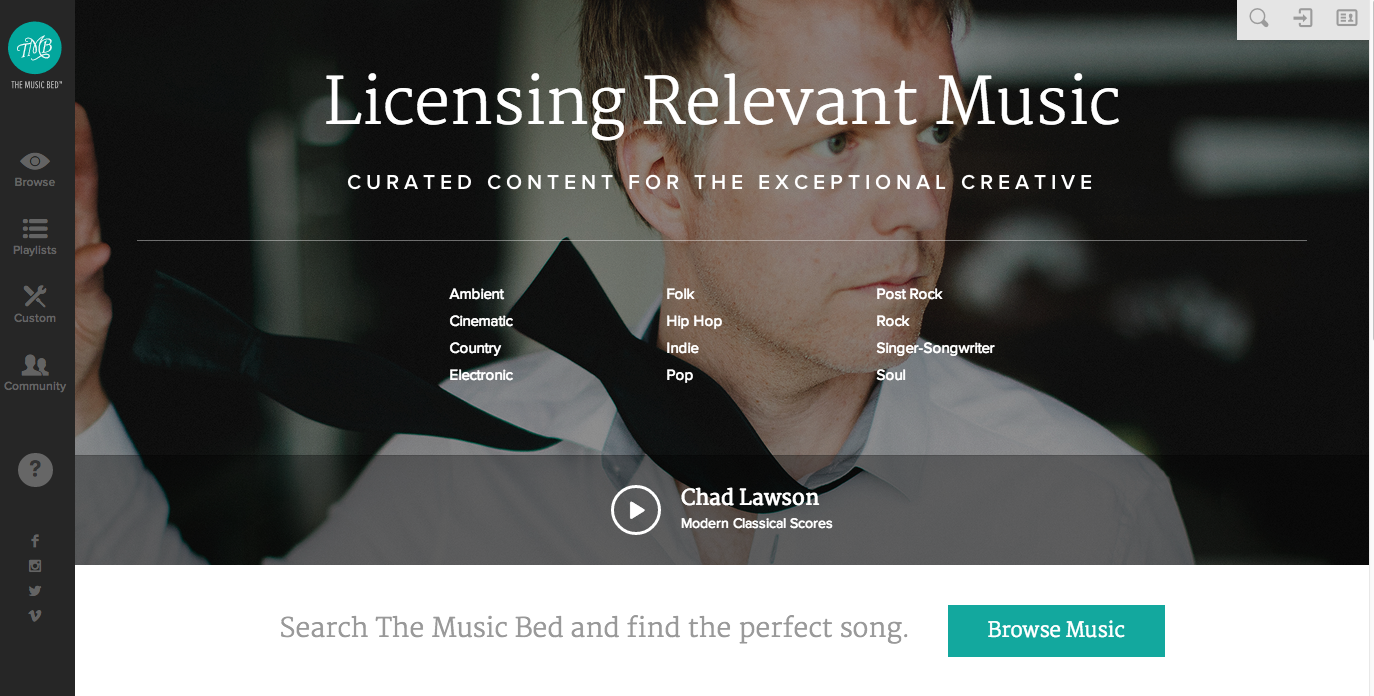 TMB
THE MUSIC BED™
Browse
Playlists
Custom
Community
?
Licensing Relevant Music
CURATED CONTENT FOR THE EXCEPTIONAL CREATIVE
Ambient
Cinematic
Country
Electronic
Folk
Hip Hop
Indie
Pop
Post Rock
Rock
Singer-Songwriter
Soul
Chad Lawson
Modern Classical Scores
Search The Music Bed and find the perfect song.
Browse Music